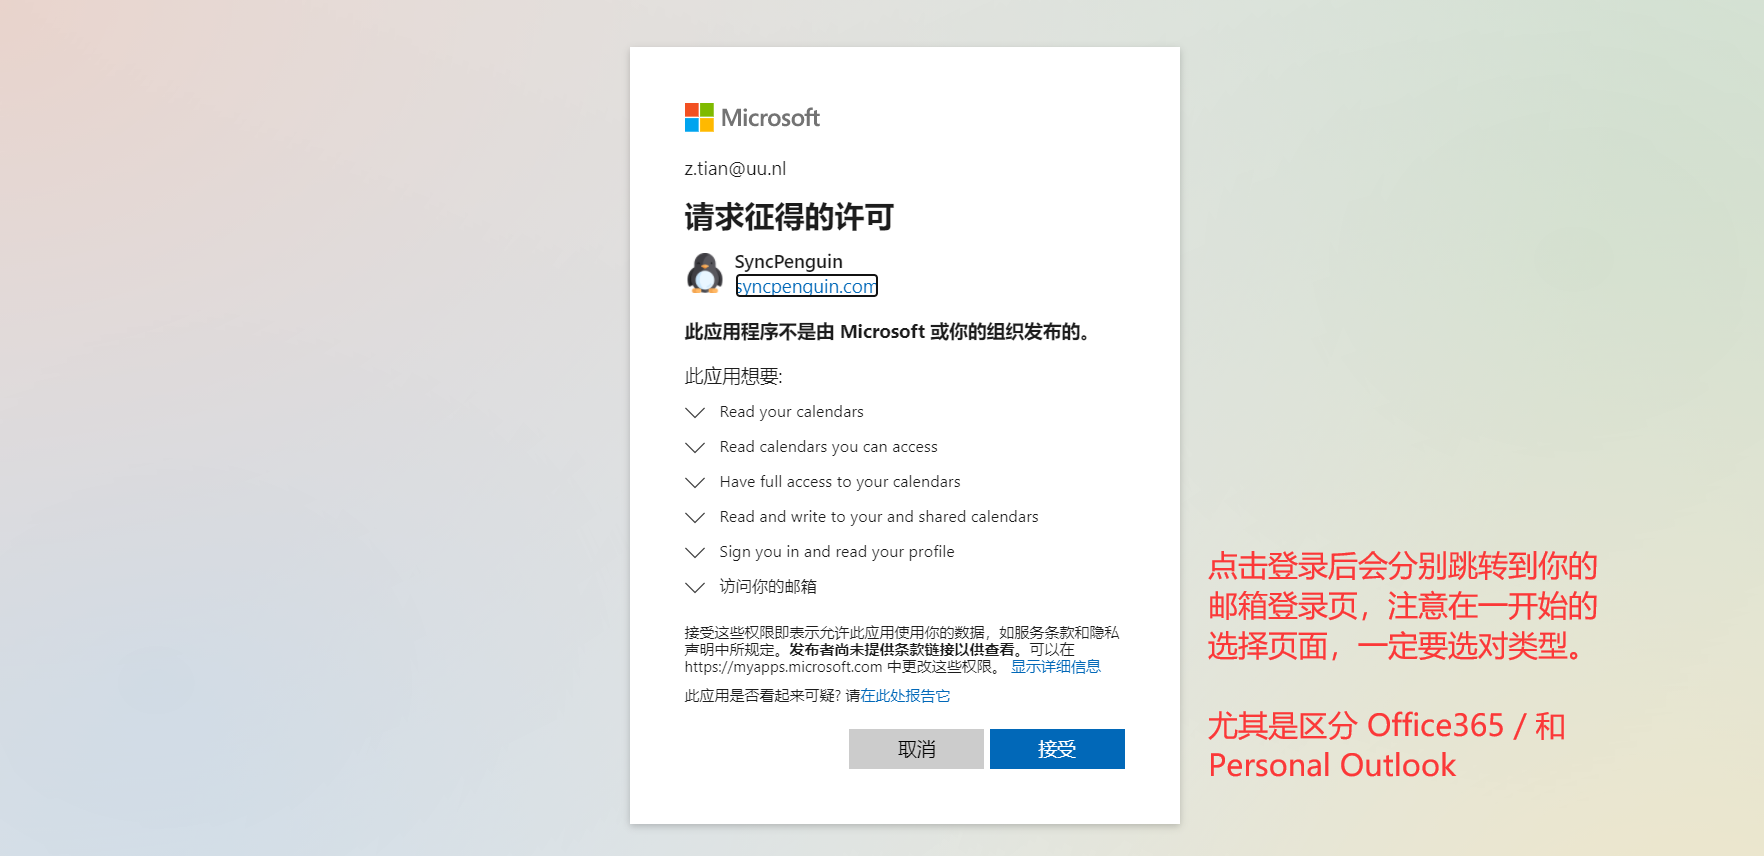 Microsoft
z.tian@uu.nl
请求征得的许可
SyncPenguin
syncpenguin.com
此应用程序不是由 Microsoft 或你的组织发布的。
此应用想要:
Read your calendars
Read calendars you can access
Have full access to your calendars
Read and write to your and shared calendars
Sign you in and read your profile
访问你的邮箱
接受这些权限即表示允许此应用使用你的数据，如服务条款和隐私
声明中所规定。发布者尚未提供条款链接以供查看。可以在
https://myapps.microsoft.com 中更改这些权限。 显示详细信息
此应用是否看起来可疑? 请在此处报告它
取消 接受
点击登录后会分别跳转到你的
邮箱登录页，注意在一开始的
选择页面，一定要选对类型。
尤其是区分 Office365 / 和
Personal Outlook